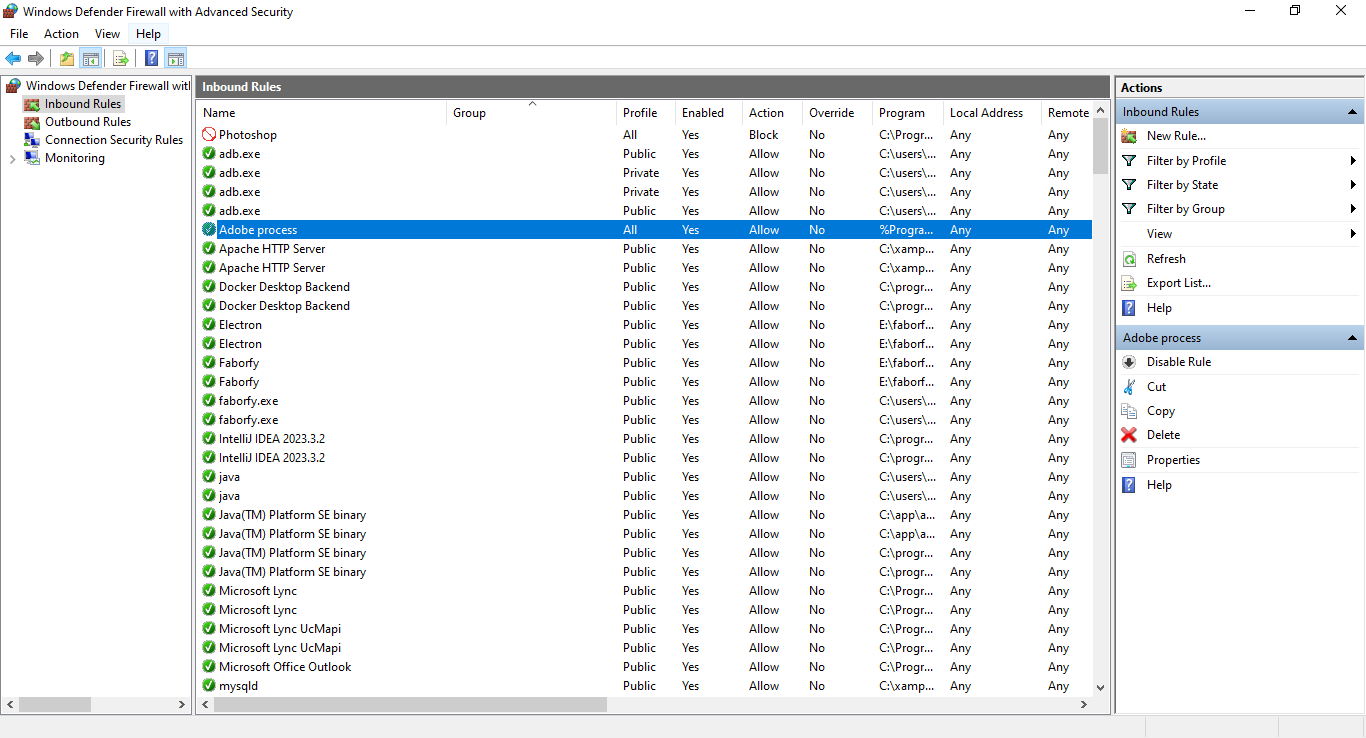 Windows Defender Firewall with Advanced Security
File Action View Help
Windows Defender Firewall wit
Inbound Rules
Outbound Rules
Connection Security Rules
Monitoring
Inbound Rules
Name Group Profile Enabled Action Override Program Local Address Remote
Photoshop All Yes Block No C:\Progr... Any Any
adb.exe Public Yes Allow No C:\users\... Any Any
adb.exe Private Yes Allow No C:\users\... Any Any
adb.exe Private Yes Allow No C:\users\... Any Any
adb.exe Public Yes Allow No C:\users\... Any Any
Adobe process All Yes Allow No %Progra... Any Any
Apache HTTP Server Public Yes Allow No C:\xamp... Any Any
Apache HTTP Server Public Yes Allow No C:\xamp... Any Any
Docker Desktop Backend Public Yes Allow No C:\progr... Any Any
Docker Desktop Backend Public Yes Allow No C:\progr... Any Any
Electron Public Yes Allow No E:\faborf... Any Any
Electron Public Yes Allow No E:\faborf... Any Any
Faborfy Public Yes Allow No E:\faborf... Any Any
Faborfy Public Yes Allow No E:\faborf... Any Any
faborfy.exe Public Yes Allow No C:\users\... Any Any
faborfy.exe Public Yes Allow No C:\users\... Any Any
IntelliJ IDEA 2023.3.2 Public Yes Allow No C:\progr... Any Any
IntelliJ IDEA 2023.3.2 Public Yes Allow No C:\progr... Any Any
java Public Yes Allow No C:\users\... Any Any
java Public Yes Allow No C:\users\... Any Any
Java(TM) Platform SE binary Public Yes Allow No C:\app\a... Any Any
Java(TM) Platform SE binary Public Yes Allow No C:\app\a... Any Any
Java(TM) Platform SE binary Public Yes Allow No C:\progr... Any Any
Java(TM) Platform SE binary Public Yes Allow No C:\progr... Any Any
Microsoft Lync Public Yes Allow No C:\Progr... Any Any
Microsoft Lync Public Yes Allow No C:\Progr... Any Any
Microsoft Lync UcMapi Public Yes Allow No C:\Progr... Any Any
Microsoft Lync UcMapi Public Yes Allow No C:\Progr... Any Any
Microsoft Office Outlook Public Yes Allow No C:\Progr... Any Any
mysqld Public Yes Allow No C:\xamp... Any Any
Actions
Inbound Rules
New Rule...
Filter by Profile
Filter by State
Filter by Group
View
Refresh
Export List...
Help
Adobe process
Disable Rule
Cut
Copy
Delete
Properties
Help